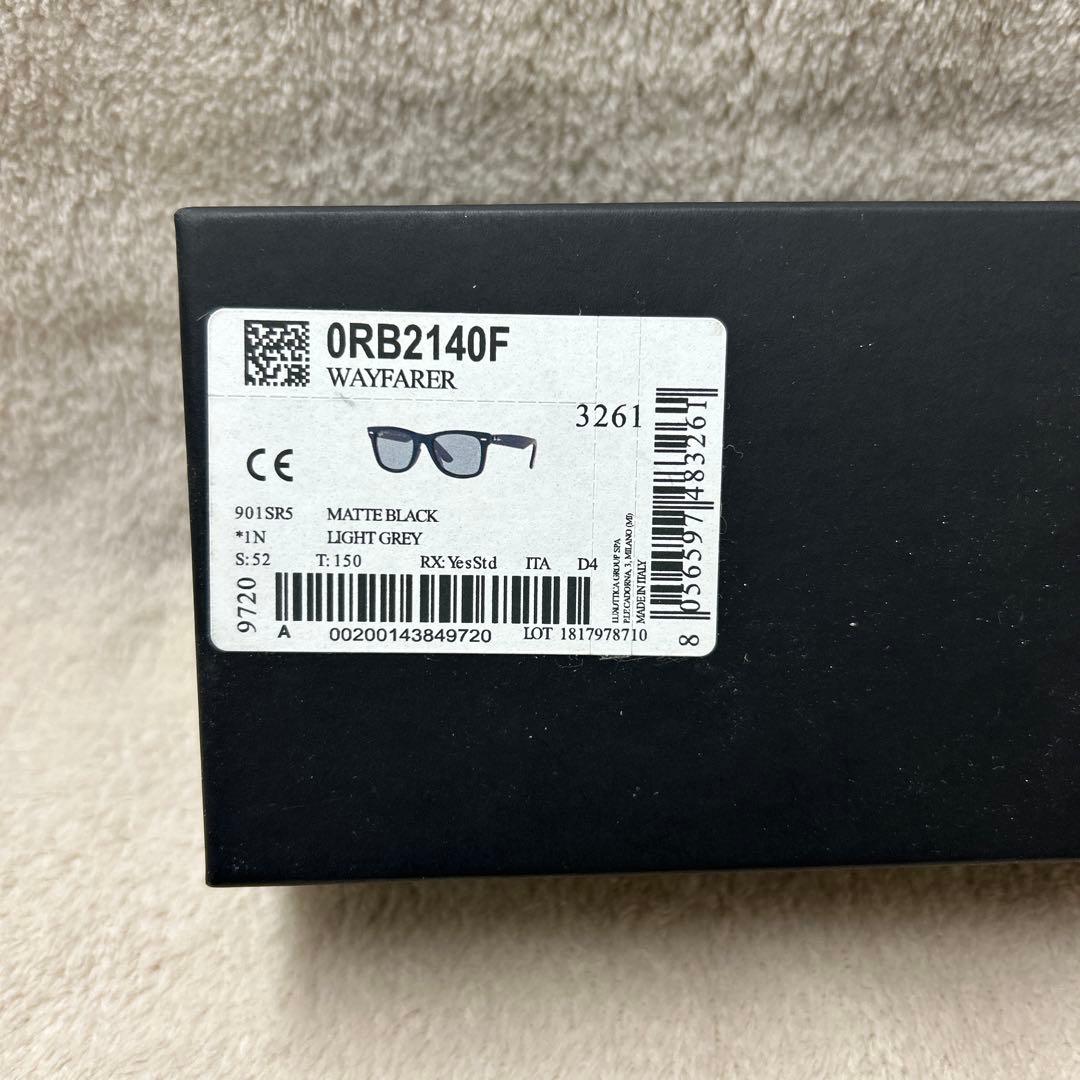 0RB2140F
WAYFARER
3261
CE
901SR5 MATTE BLACK
*1N LIGHT GREY
S: 52 T: 150 RX: YesStd ITA D4
9720
A 00200143849720 LOT 1817978710
LUXOTTICA GROUP SPA
P.LE CADORNA, 3, MILANO (MI)
MADE IN ITALY
8 056597 483261